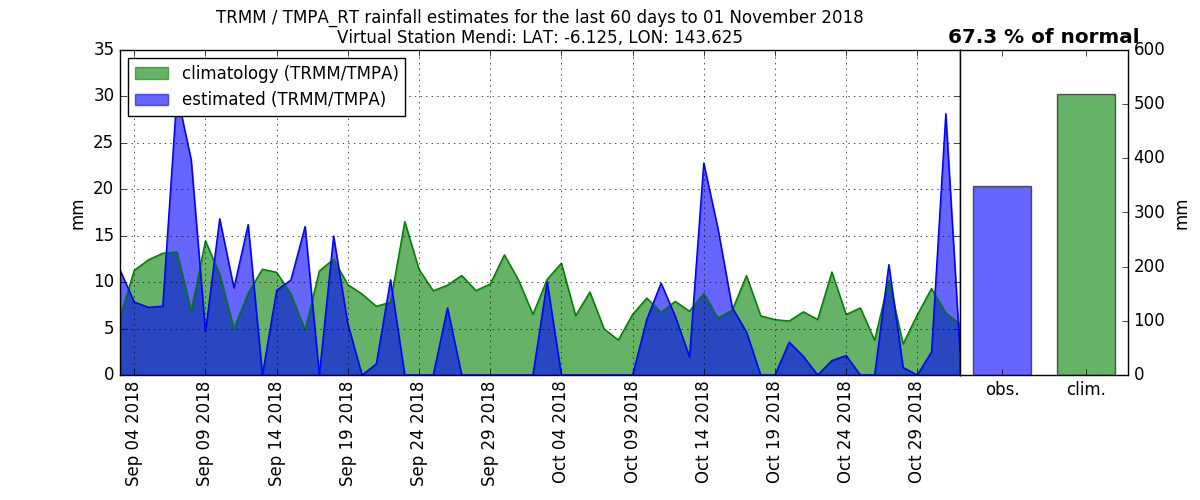 TRMM / TMPA_RT rainfall estimates for the last 60 days to 01 November 2018
Virtual Station Mendi: LAT: -6.125, LON: 143.625
67.3 % of normal
climatology (TRMM/TMPA)
estimated (TRMM/TMPA)
35
30
25
20
15
10
5
0
mm
Sep 04 2018
Sep 09 2018
Sep 14 2018
Sep 19 2018
Sep 24 2018
Sep 29 2018
Oct 04 2018
Oct 09 2018
Oct 14 2018
Oct 19 2018
Oct 24 2018
Oct 29 2018
obs.
clim.
600
500
400
300
200
100
0
mm